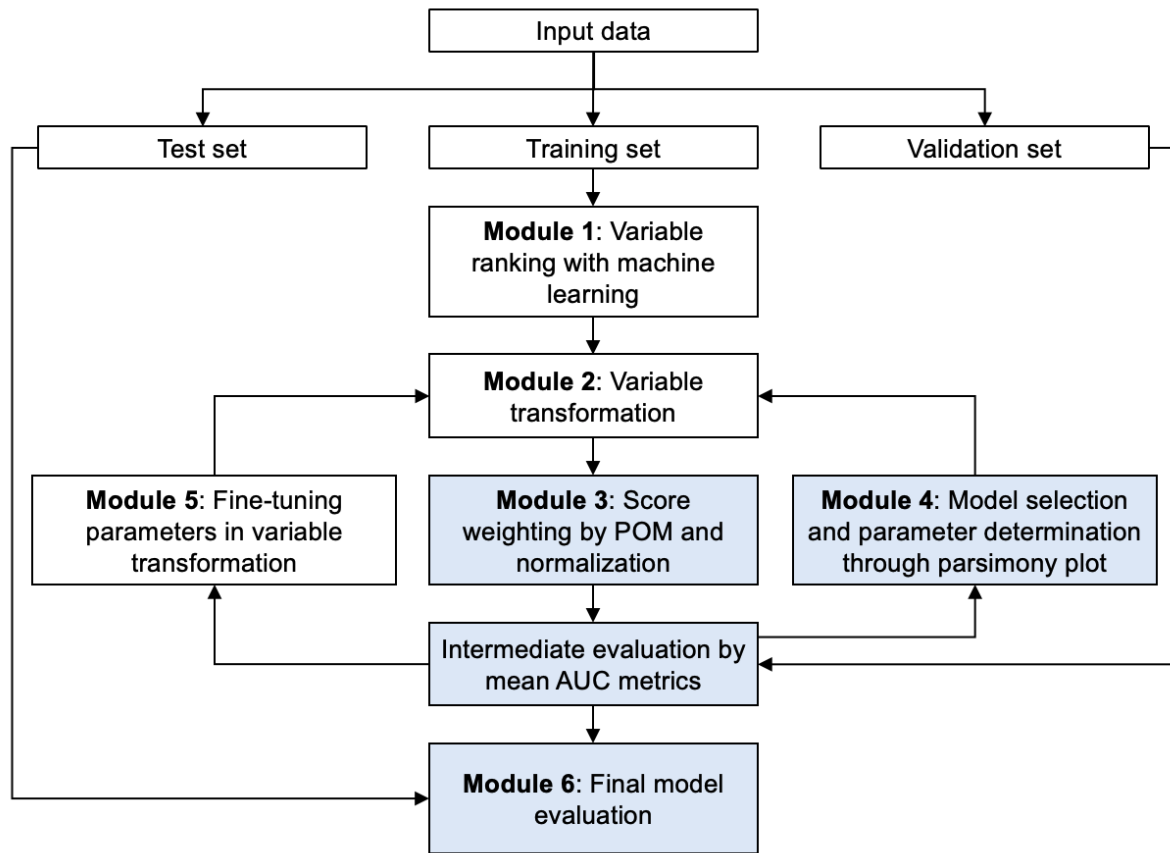 Input data
Test set
Training set
Validation set
Module 1: Variable
ranking with machine
learning
Module 2: Variable
transformation
Module 5: Fine-tuning
parameters in variable
transformation
Module 3: Score
weighting by POM and
normalization
Module 4: Model selection
and parameter determination
through parsimony plot
Intermediate evaluation by
mean AUC metrics
Module 6: Final model
evaluation